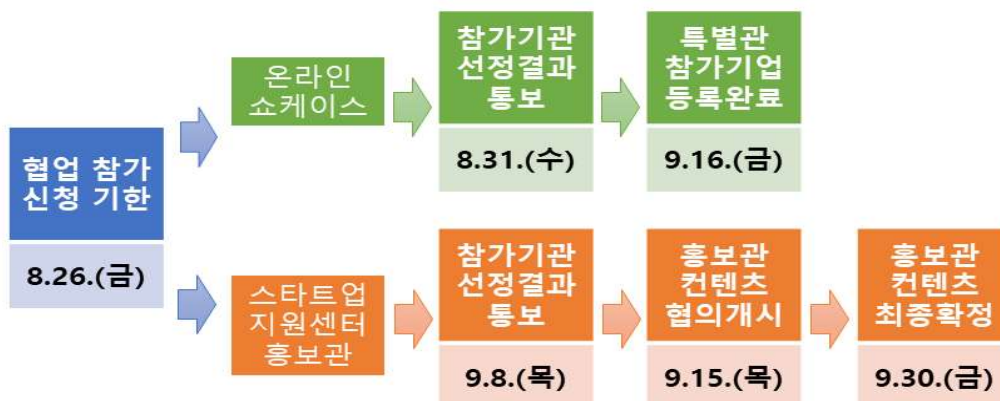 협업 참가
신청 기한
8.26.(금)
온라인
쇼케이스
참가기관
선정결과
통보
8.31.(수)
특별관
참가기업
등록완료
9.16.(금)
스타트업
지원센터
홍보관
참가기관
선정결과
통보
9.8.(목)
홍보관
컨텐츠
협의개시
9.15.(목)
홍보관
컨텐츠
최종확정
9.30.(금)